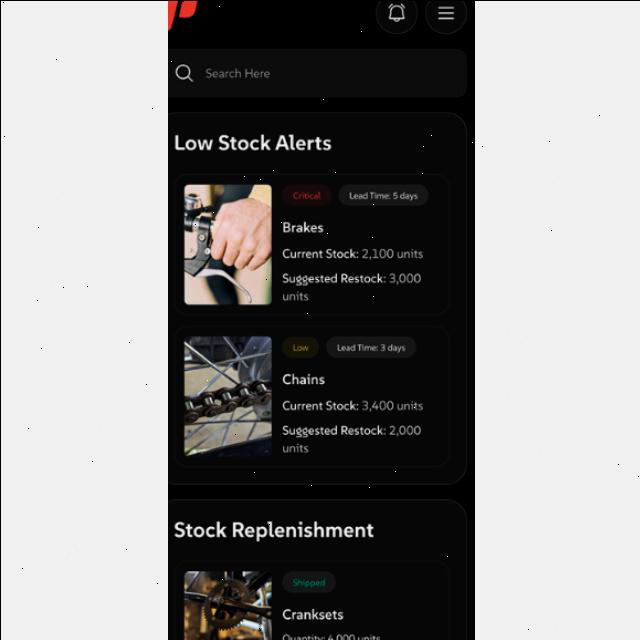 Search Here
Low Stock Alerts
Critical
Lead Time: 5 days
Brakes
Current Stock: 2,100 units
Suggested Restock: 3,000
units
Low
Lead Time: 3 days
Chains
Current Stock: 3,400 units
Suggested Restock: 2,000
units
Stock Replenishment
Shipped
Cranksets
Quantity: 4,000 units